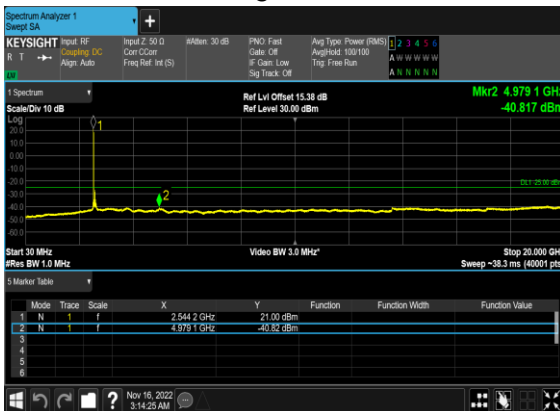 Spectrum Analyzer 1
Swept SA
KEYSIGHT Input: RF Input Z: 50 Ω #Atten: 30 dB PNO: Fast Avg Type: Power (RMS) 1 2 3 4 5 6
R T Coupling: DC Corr CCorr Gate: Off Avg|Hold: 100/100 A W W W W W
Align: Auto Freq Ref: Int (S) IF Gain: Low Trig: Free Run
LV Sig Track: Off A N N N N N
1 Spectrum Ref Lvl Offset 15.38 dB Mkr2 4.979 1 GHz
Scale/Div 10 dB Ref Level 30.00 dBm -40.817 dBm
Log
20.0 1
10.0
0.00
-10.0
-20.0 DL1 -25.00 dBm
-30.0 2
-40.0
-50.0
-60.0
Start 30 MHz Video BW 3.0 MHz* Stop 20.000 GHz
#Res BW 1.0 MHz Sweep ~38.3 ms (40001 pts)
5 Marker Table
Mode Trace Scale X Y Function Function Width Function Value
1 N 1 f 2.544 2 GHz 21.00 dBm
2 N 1 f 4.979 1 GHz -40.82 dBm
3
4
5
6
? Nov 16, 2022
3:14:25 AM